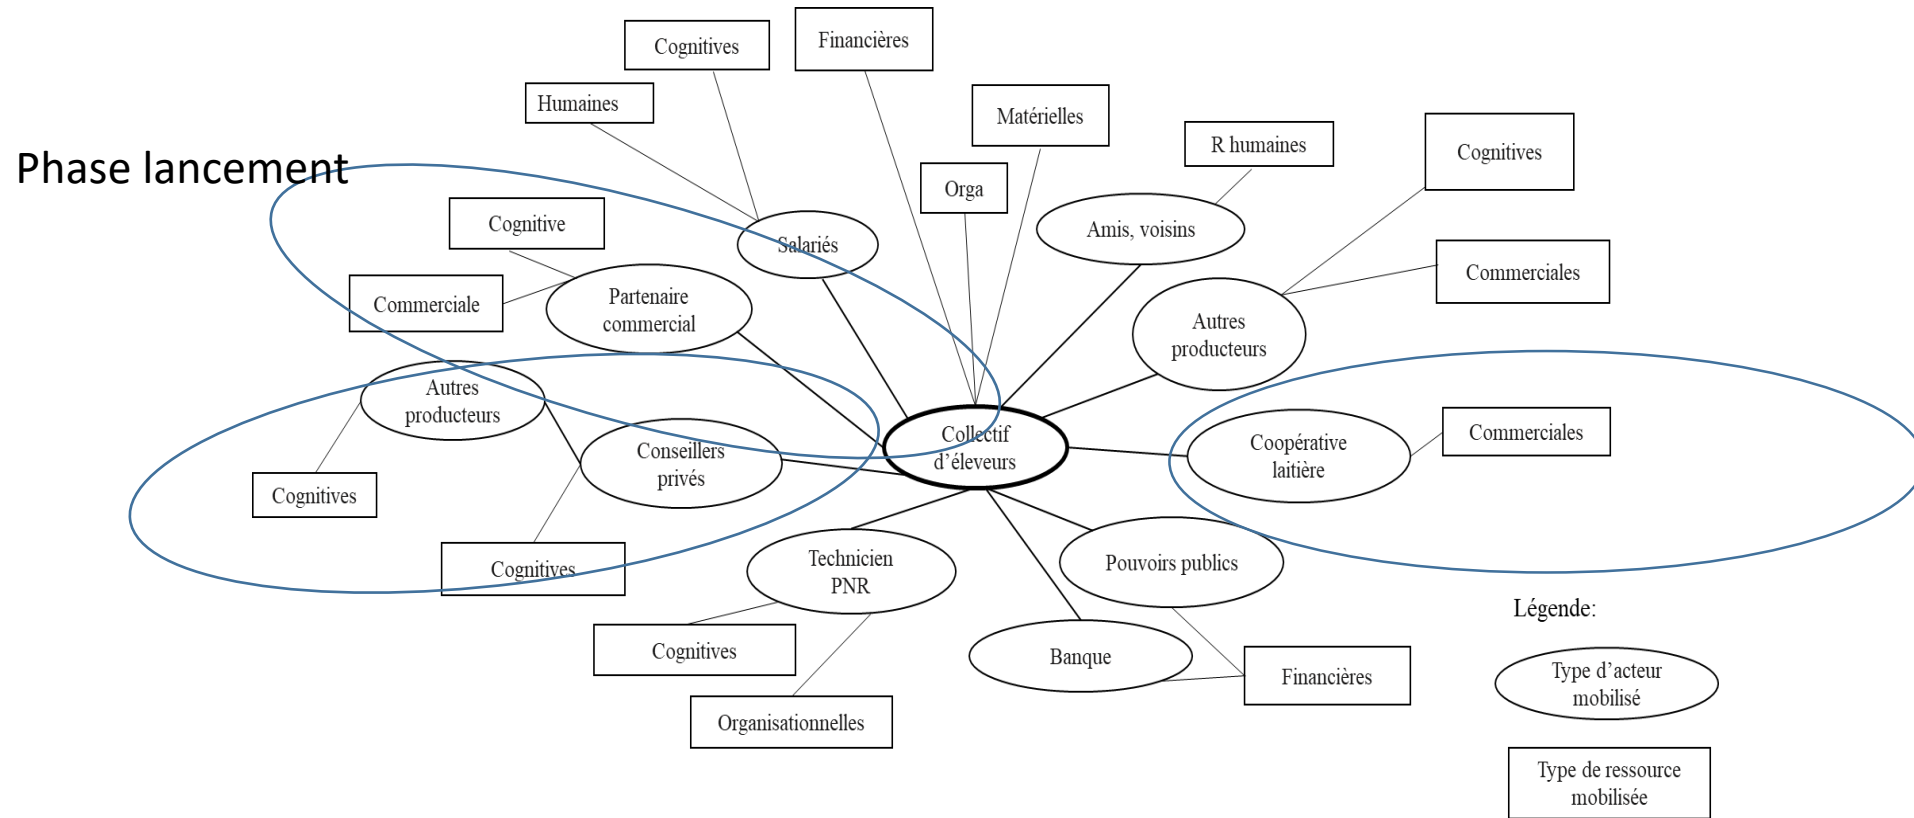 Phase lancement
Cognitives
Financières
Humaines
Matérielles
R humaines
Cognitives
Orga
Cognitive
Salariés
Amis, voisins
Commerciale
Partenaire
commercial
Autres
producteurs
Commerciales
Autres
producteurs
Collectif
d’éleveurs
Coopérative
laitière
Commerciales
Conseillers
privés
Cognitives
Cognitives
Technicien
PNR
Pouvoirs publics
Cognitives
Banque
Financières
Organisationnelles
Légende:
Type d’acteur
mobilisé
Type de ressource
mobilisée